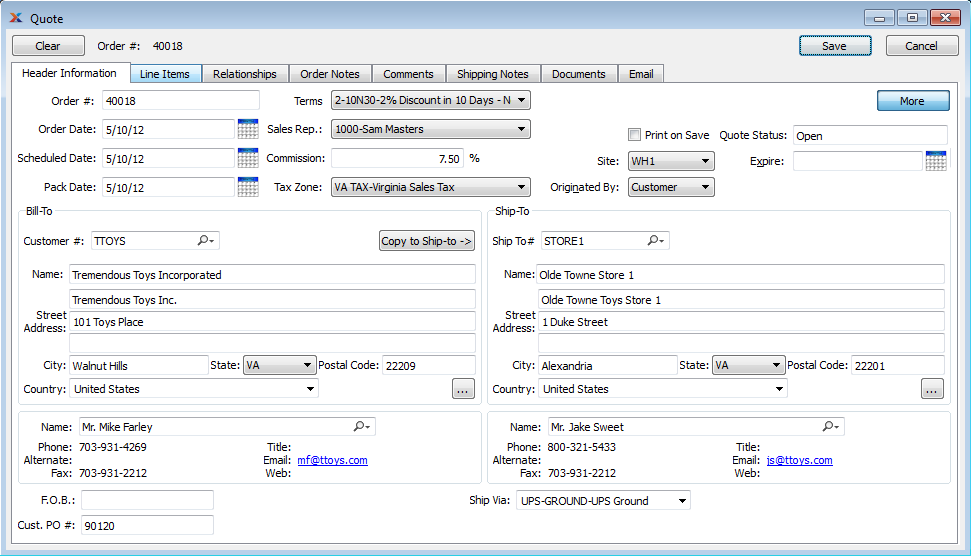 Quote
Clear Order #: 40018 Save Cancel
Header Information Line Items Relationships Order Notes Comments Shipping Notes Documents Email
Order #: 40018 Terms 2-10N30-2% Discount in 10 Days - N More
Order Date: 5/10/12 Sales Rep.: 1000-Sam Masters Print on Save Quote Status: Open
Scheduled Date: 5/10/12 Commission: 7.50 % Site: WH1 Expire:
Pack Date: 5/10/12 Tax Zone: VA TAX-Virginia Sales Tax Originated By: Customer
Bill-To Ship-To
Customer #: TTOYS Copy to Ship-to -> Ship To# STORE1
Name: Tremendous Toys Incorporated Name: Olde Towne Store 1
Tremendous Toys Inc. Olde Towne Toys Store 1
Street Address: 101 Toys Place Street Address: 1 Duke Street
City: Walnut Hills State: VA Postal Code: 22209 City: Alexandria State: VA Postal Code: 22201
Country: United States ... Country: United States ...
Name: Mr. Mike Farley Name: Mr. Jake Sweet
Phone: 703-931-4269 Title: Phone: 800-321-5433 Title:
Alternate: Email: mf@ttoys.com Alternate: Email: js@ttoys.com
Fax: 703-931-2212 Web: Fax: 703-931-2212 Web:
F.O.B.: Ship Via: UPS-GROUND-UPS Ground
Cust. PO #: 90120